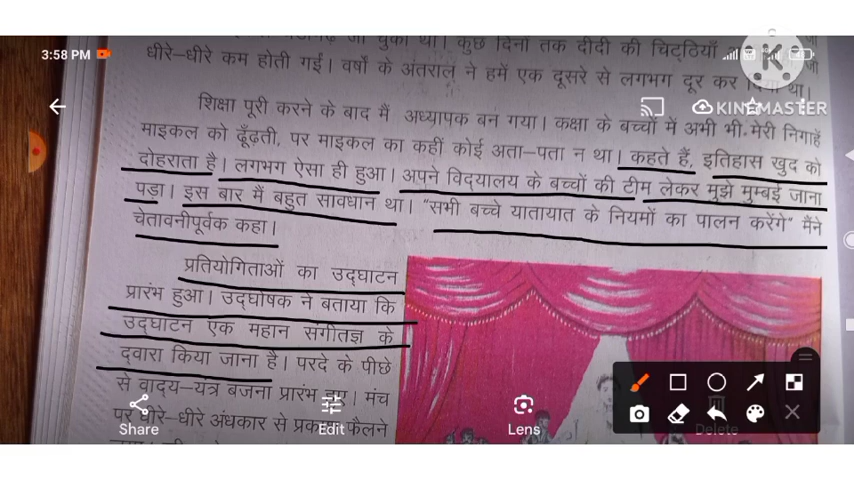 3:58 PM
कुछ दिनों तक दीदी की चिट्ठियाँ
धीरे–धीरे कम होती गईं। वर्षों के अंतराल ने हमें एक दूसरे से लगभग दूर कर दिया था।
KINEMASTER
शिक्षा पूरी करने के बाद मैं अध्यापक बन गया। कक्षा के बच्चों में अभी भी मेरी निगाहें
माइकल को ढूँढ़ती, पर माइकल का कहीं कोई अता–पता न था। कहते हैं, इतिहास खुद को
दोहराता है। लगभग ऐसा ही हुआ। अपने विद्यालय के बच्चों की टीम लेकर मुझे मुम्बई जाना
पड़ा। इस बार मैं बहुत सावधान था। "सभी बच्चे यातायात के नियमों का पालन करेंगे" मैंने
चेतावनीपूर्वक कहा।
प्रतियोगिताओं का उद्घाटन
प्रारंभ हुआ। उद्घोषक ने बताया कि
उद्घाटन एक महान संगीतज्ञ के
द्वारा किया जाना है। परदे के पीछे
से वाद्य–यंत्र बजना प्रारंभ हुए। मंच
पर धीरे–धीरे अंधकार से प्रकाश फैलने
Share
Edit
Lens
Delete